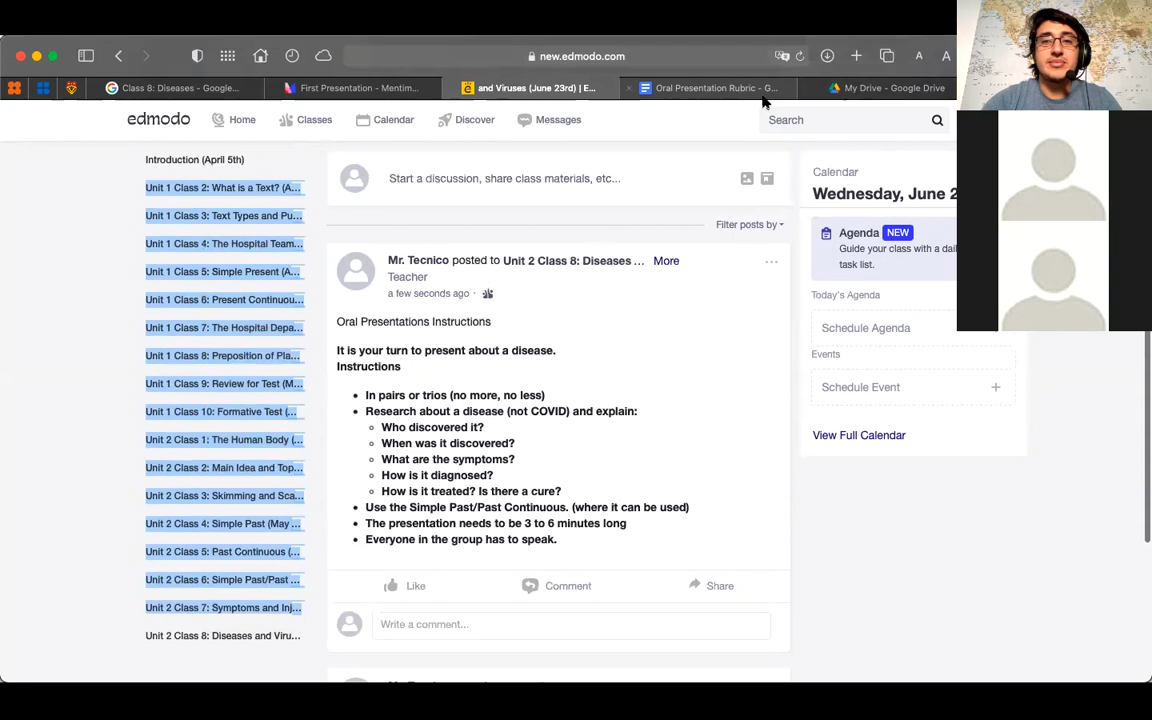 new.edmodo.com
A
A
Class 8: Diseases - Google...
First Presentation - Mentim...
and Viruses (June 23rd) | E...
Oral Presentation Rubric - G...
My Drive - Google Drive
edmodo
Home
Classes
Calendar
Discover
Messages
Search
Introduction (April 5th)
Unit 1 Class 2: What is a Text? (A...
Unit 1 Class 3: Text Types and Pu...
Unit 1 Class 4: The Hospital Team...
Unit 1 Class 5: Simple Present (A...
Unit 1 Class 6: Present Continuou...
Unit 1 Class 7: The Hospital Depa...
Unit 1 Class 8: Preposition of Pla...
Unit 1 Class 9: Review for Test (M...
Unit 1 Class 10: Formative Test (...
Unit 2 Class 1: The Human Body (...
Unit 2 Class 2: Main Idea and Top...
Unit 2 Class 3: Skimming and Sca...
Unit 2 Class 4: Simple Past (May ...
Unit 2 Class 5: Past Continuous (...
Unit 2 Class 6: Simple Past/Past ...
Unit 2 Class 7: Symptoms and Inj...
Unit 2 Class 8: Diseases and Viru...
Start a discussion, share class materials, etc...
Filter posts by
Mr. Tecnico posted to Unit 2 Class 8: Diseases ... More
Teacher
a few seconds ago ·
Oral Presentations Instructions
It is your turn to present about a disease.
Instructions
• In pairs or trios (no more, no less)
• Research about a disease (not COVID) and explain:
◦ Who discovered it?
◦ When was it discovered?
◦ What are the symptoms?
◦ How is it diagnosed?
◦ How is it treated? Is there a cure?
• Use the Simple Past/Past Continuous. (where it can be used)
• The presentation needs to be 3 to 6 minutes long
• Everyone in the group has to speak.
Like
Comment
Share
Write a comment...
Calendar
Wednesday, June 2
Agenda NEW
Guide your class with a dail
task list.
Today's Agenda
Schedule Agenda
Events
Schedule Event +
View Full Calendar